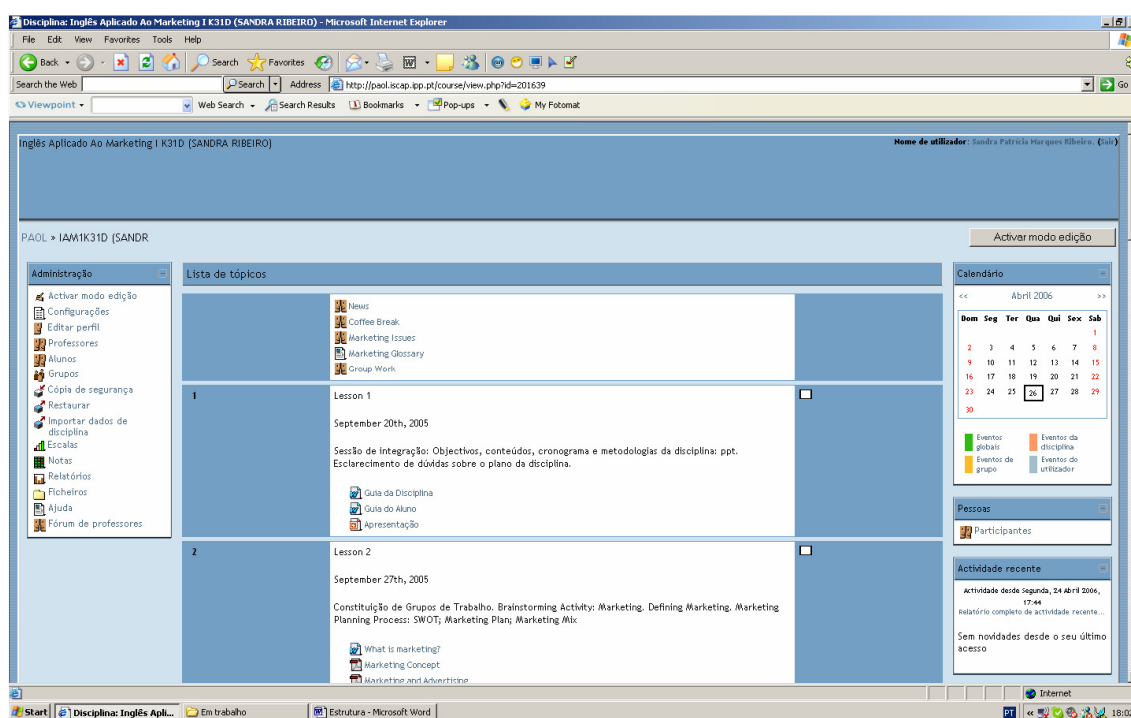 Disciplina: Inglês Aplicado Ao Marketing I K31D (SANDRA RIBEIRO) - Microsoft Internet Explorer
File Edit View Favorites Tools Help
Back Search Favorites
Search the Web Search Address http://paol.iscap.ipp.pt/course/view.php?id=201639 Go
Viewpoint Web Search Search Results Bookmarks Pop-ups My Fotomat
Inglês Aplicado Ao Marketing I K31D (SANDRA RIBEIRO)
Nome de utilizador: Sandra Patrícia Marques Ribeiro. (Sair)
PAOL » IAM1K31D (SANDR
Activar modo edição
Administração
Activar modo edição
Configurações
Editar perfil
Professores
Alunos
Grupos
Cópia de segurança
Restaurar
Importar dados de
disciplina
Escalas
Notas
Relatórios
Ficheiros
Ajuda
Fórum de professores
Lista de tópicos
News
Coffee Break
Marketing Issues
Marketing Glossary
Group Work
1
Lesson 1
September 20th, 2005
Sessão de integração: Objectivos, conteúdos, cronograma e metodologias da disciplina: ppt.
Esclarecimento de dúvidas sobre o plano da disciplina.
Guia da Disciplina
Guia do Aluno
Apresentação
2
Lesson 2
September 27th, 2005
Constituição de Grupos de Trabalho. Brainstorming Activity: Marketing. Defining Marketing. Marketing
Planning Process: SWOT; Marketing Plan; Marketing Mix
What is marketing?
Marketing Concept
Marketing and Advertising
Calendário
<< Abril 2006 >>
Dom Seg Ter Qua Qui Sex Sab
1
2 3 4 5 6 7 8
9 10 11 12 13 14 15
16 17 18 19 20 21 22
23 24 25 26 27 28 29
30
Eventos globais
Eventos da disciplina
Eventos de grupo
Eventos do utilizador
Pessoas
Participantes
Actividade recente
Actividade desde Segunda, 24 Abril 2006,
17:44
Relatório completo de actividade recente...
Sem novidades desde o seu último
acesso
Internet
Start Disciplina: Inglês Apli... Em trabalho Estrutura - Microsoft Word PT « 18:02